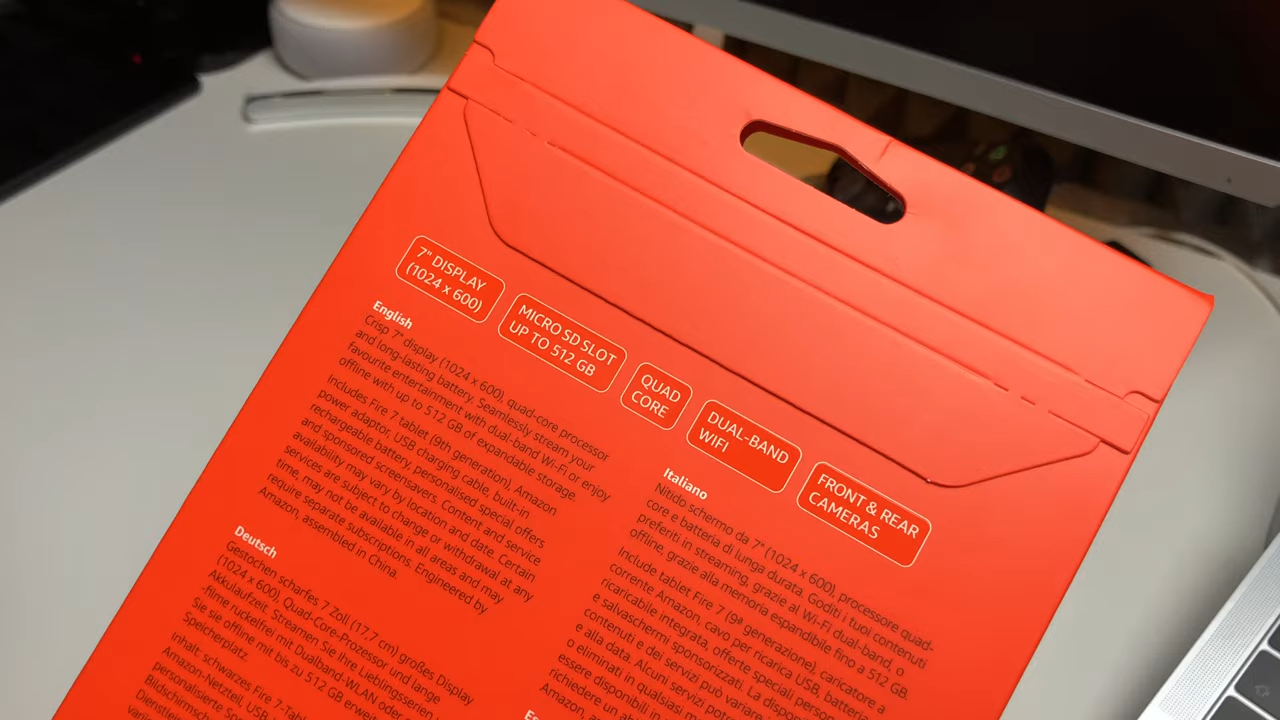 7" DISPLAY
(1024 x 600)
MICRO SD SLOT
UP TO 512 GB
QUAD
CORE
DUAL-BAND
WIFI
FRONT & REAR
CAMERAS
English
Crisp 7" display (1024 x 600), quad-core processor
and long-lasting battery. Seamlessly stream your
favourite entertainment with dual-band Wi-Fi or enjoy
offline with up to 512 GB of expandable storage.
Includes Fire 7 tablet (9th generation), Amazon
power adaptor, USB charging cable, built-in
rechargeable battery, personalised special offers
and sponsored screensavers. Content and service
availability may vary by location and date. Certain
services are subject to change or withdrawal at any
time, may not be available in all areas and may
require separate subscriptions. Engineered by
Amazon, assembled in China.
Deutsch
Gestochen scharfes 7 Zoll (17,7 cm) großes Display
(1024 x 600), Quad-Core-Prozessor und lange
Akkulaufzeit. Streamen Sie Ihre Lieblingsserien
-filme ruckelfrei mit Dualband-WLAN oder
Sie sie offline mit bis zu 512 GB
Speicherplatz.
Inhalt: schwarzes Fire 7-
Amazon-Netzteil, USB
personalisierte
Italiano
Nitido schermo da 7" (1024 x 600), processore quad-
core e batteria di lunga durata. Goditi i tuoi contenuti
preferiti in streaming, grazie al Wi-Fi dual-band, o
offline, grazie alla memoria espandibile fino a 512 GB.
Include tablet Fire 7 (9ª generazione), caricatore a
corrente Amazon, cavo per ricarica USB, batteria
ricaricabile integrata, offerte speciali
e salvaschermi sponsorizzati. La
contenuti e dei servizi può variare
e alla data. Alcuni servizi
o eliminati in qualsiasi
essere disponibili in
richiedere un
Amazon,